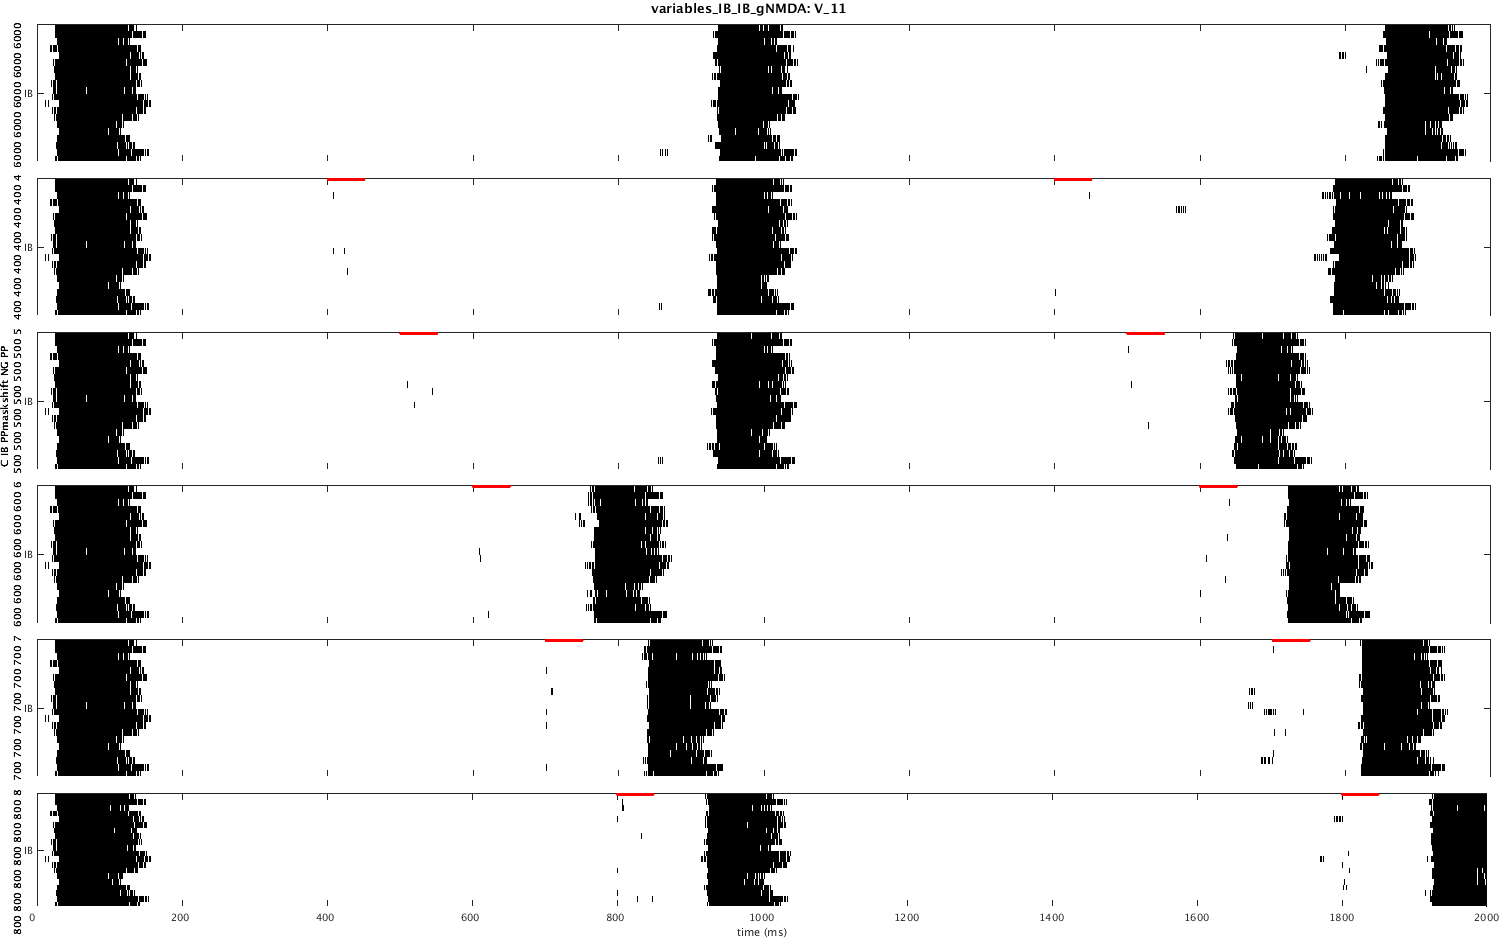 variables_IB_IB_gNMDA: V_11
6000 6000 6000 6000
IB
400 400 400 400 4
IB
C IB PPmaskshift NG PP
500 500 500 500 5
IB
600 600 600 600 6
IB
700 700 700 700 7
IB
800 800 800 800 8
IB
0 200 400 600 800 1000 1200 1400 1600 1800 2000
time (ms)